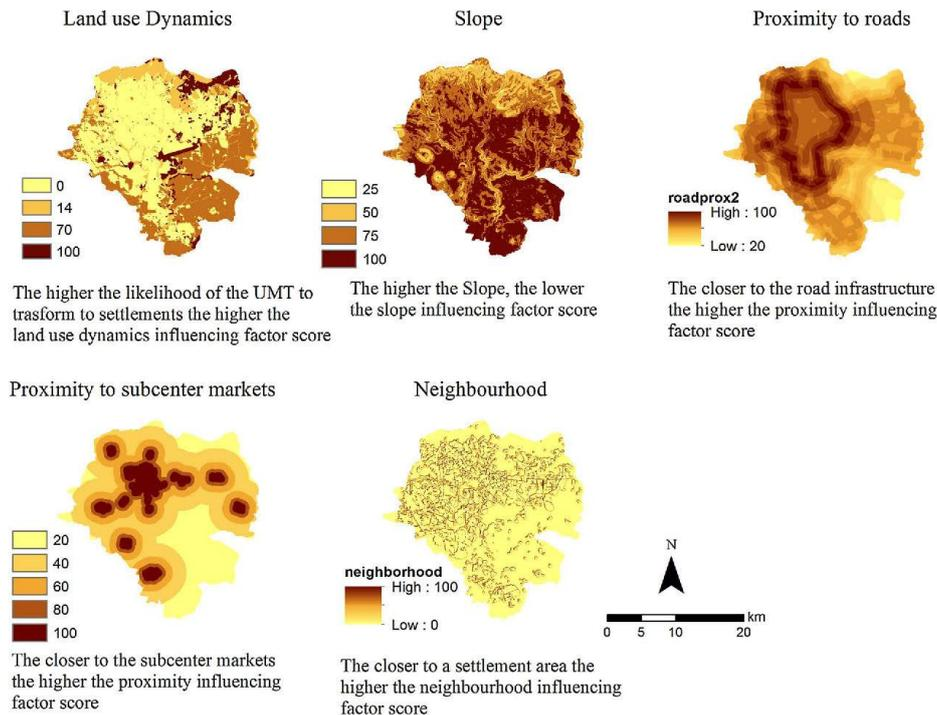 Land use Dynamics
0
14
70
100
The higher the likelihood of the UMT to
trasform to settlements the higher the
land use dynamics influencing factor score
Slope
25
50
75
100
The higher the Slope, the lower
the slope influencing factor score
Proximity to roads
roadprox2
High : 100
Low : 20
The closer to the road infrastructure
the higher the proximity influencing
factor score
Proximity to subcenter markets
20
40
60
80
100
The closer to the subcenter markets
the higher the proximity influencing
factor score
Neighbourhood
neighborhood
High : 100
Low : 0
The closer to a settlement area the
higher the neighbourhood influencing
factor score
N
km
0 5 10 20